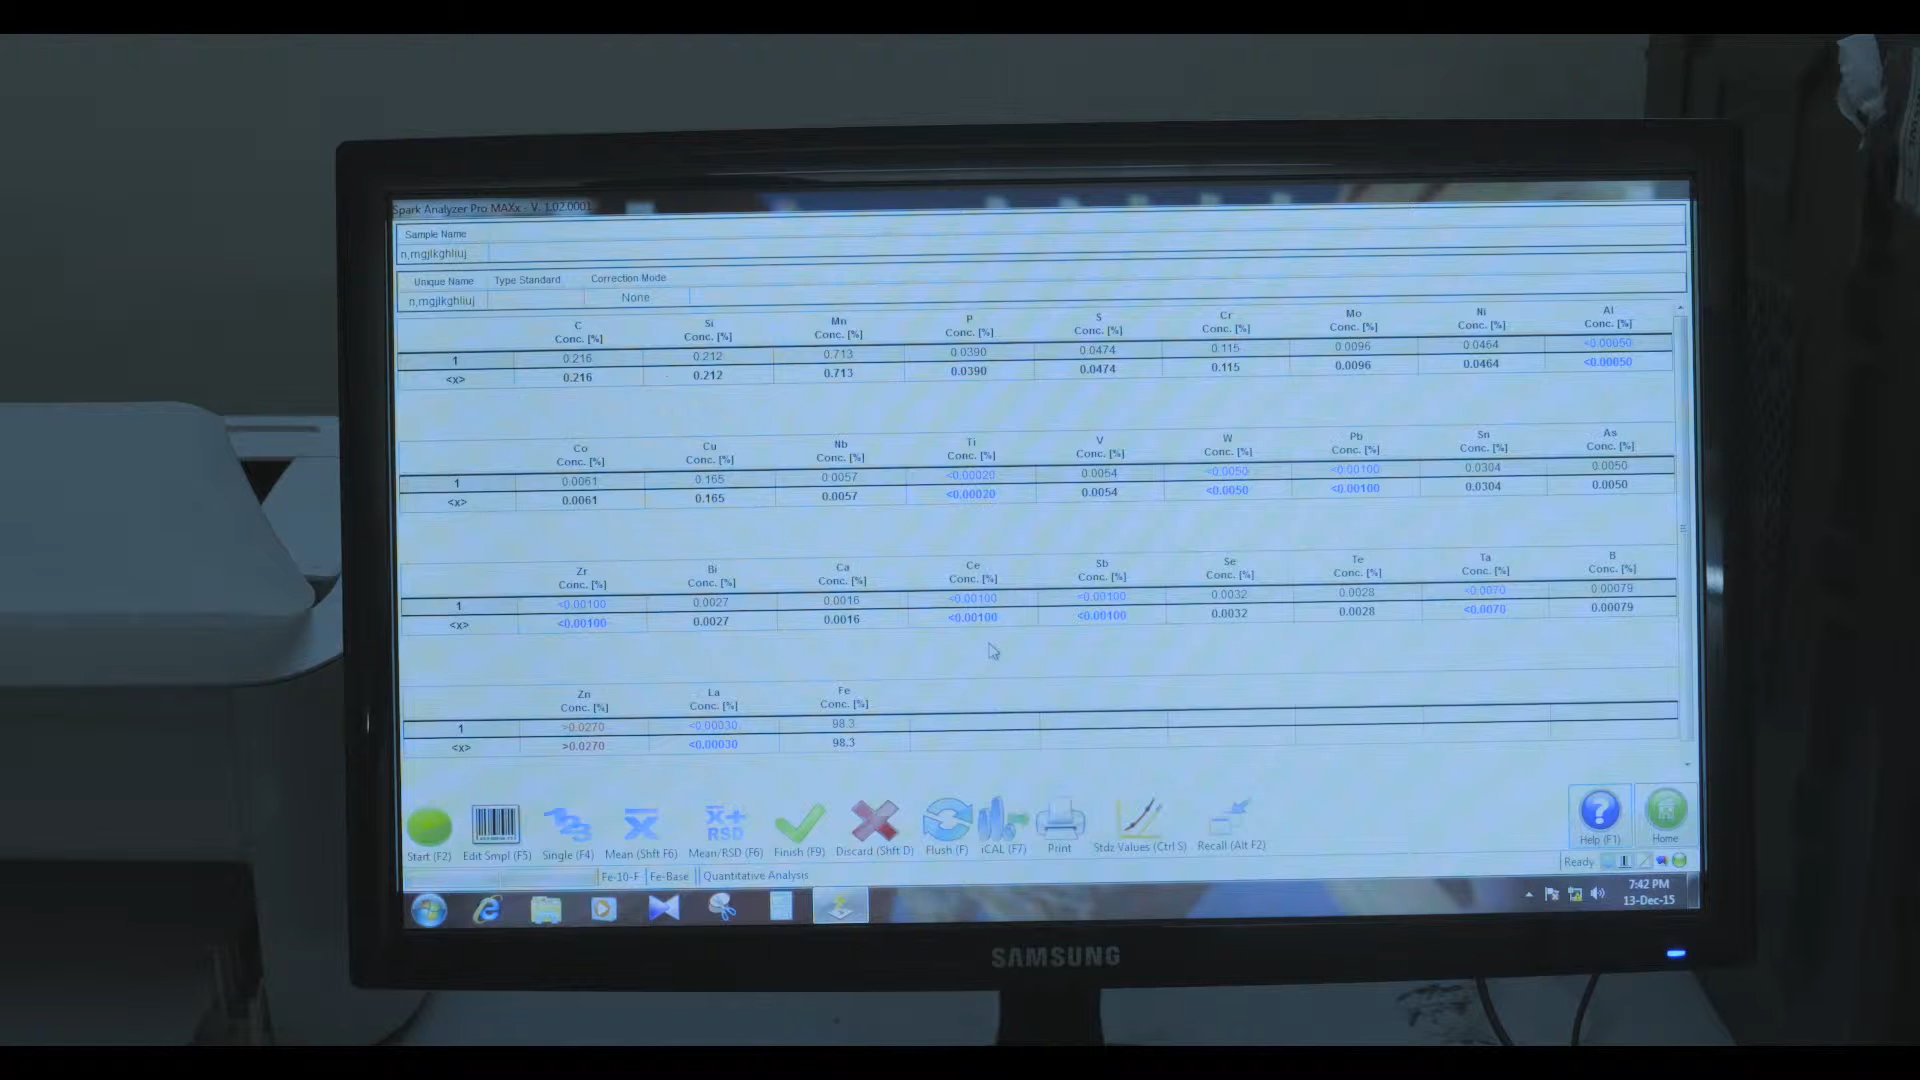 Spark Analyzer Pro MAXx - V. 1.02.0001
Sample Name
n,mgjlkghliuj
Unique Name Type Standard Correction Mode
n,mgjlkghliuj None
C Si Mn P S Cr Mo Ni Al
Conc. [%] Conc. [%] Conc. [%] Conc. [%] Conc. [%] Conc. [%] Conc. [%] Conc. [%] Conc. [%]
1 0.216 0.212 0.713 0.0390 0.0474 0.115 0.0096 0.0464 <0.00050
<x> 0.216 0.212 0.713 0.0390 0.0474 0.115 0.0096 0.0464 <0.00050
Co Cu Nb Ti V W Pb Sn As
Conc. [%] Conc. [%] Conc. [%] Conc. [%] Conc. [%] Conc. [%] Conc. [%] Conc. [%] Conc. [%]
1 0.0061 0.165 0.0057 <0.00020 0.0054 <0.0050 <0.00100 0.0304 0.0050
<x> 0.0061 0.165 0.0057 <0.00020 0.0054 <0.0050 <0.00100 0.0304 0.0050
Zr Bi Ca Ce Sb Se Te Ta B
Conc. [%] Conc. [%] Conc. [%] Conc. [%] Conc. [%] Conc. [%] Conc. [%] Conc. [%] Conc. [%]
1 <0.00100 0.0027 0.0016 <0.00100 <0.00100 0.0032 0.0028 <0.0070 0.00079
<x> <0.00100 0.0027 0.0016 <0.00100 <0.00100 0.0032 0.0028 <0.0070 0.00079
Zn La Fe
Conc. [%] Conc. [%] Conc. [%]
1 >0.0270 <0.00030 98.3
<x> >0.0270 <0.00030 98.3
Start (F2) Edit Smpl (F5) Single (F4) Mean (Shft F6) Mean/RSD (F6) Finish (F9) Discard (Shft D) Flush (F) iCAL (F7) Print Stdz Values (Ctrl S) Recall (Alt F2) Help (F1) Home
Ready
Fe-10-F Fe-Base Quantitative Analysis
7:42 PM
13-Dec-15
SAMSUNG